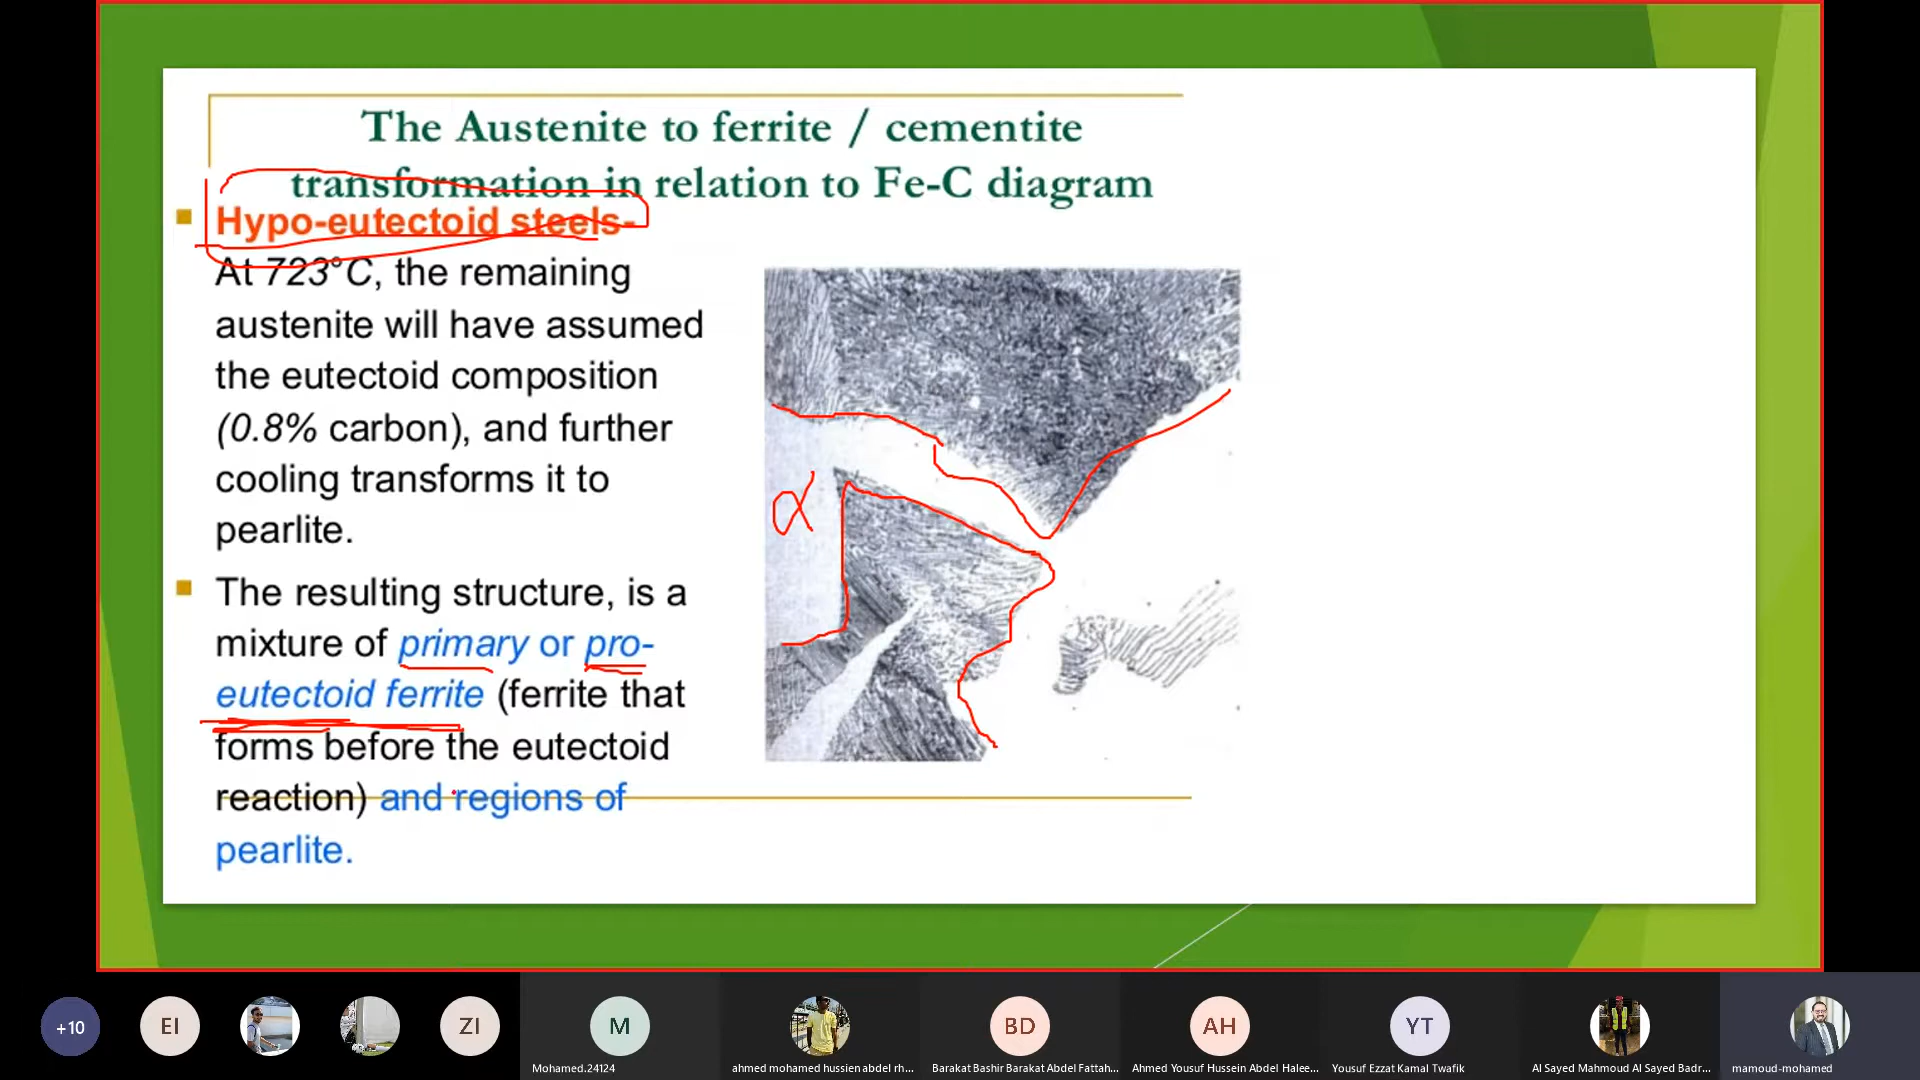 The Austenite to ferrite / cementite
transformation in relation to Fe-C diagram
Hypo-eutectoid steels-
At 723°C, the remaining
austenite will have assumed
the eutectoid composition
(0.8% carbon), and further
cooling transforms it to
pearlite.
The resulting structure, is a
mixture of primary or pro-
eutectoid ferrite (ferrite that
forms before the eutectoid
reaction) and regions of
pearlite.
α
+10
EI
ZI
M
BD
AH
YT
Mohamed.24124
ahmed mohamed hussien abdel rh...
Barakat Bashir Barakat Abdel Fattah...
Ahmed Yousuf Hussein Abdel Halee...
Yousuf Ezzat Kamal Twafik
Al Sayed Mahmoud Al Sayed Badr...
mamoud-mohamed